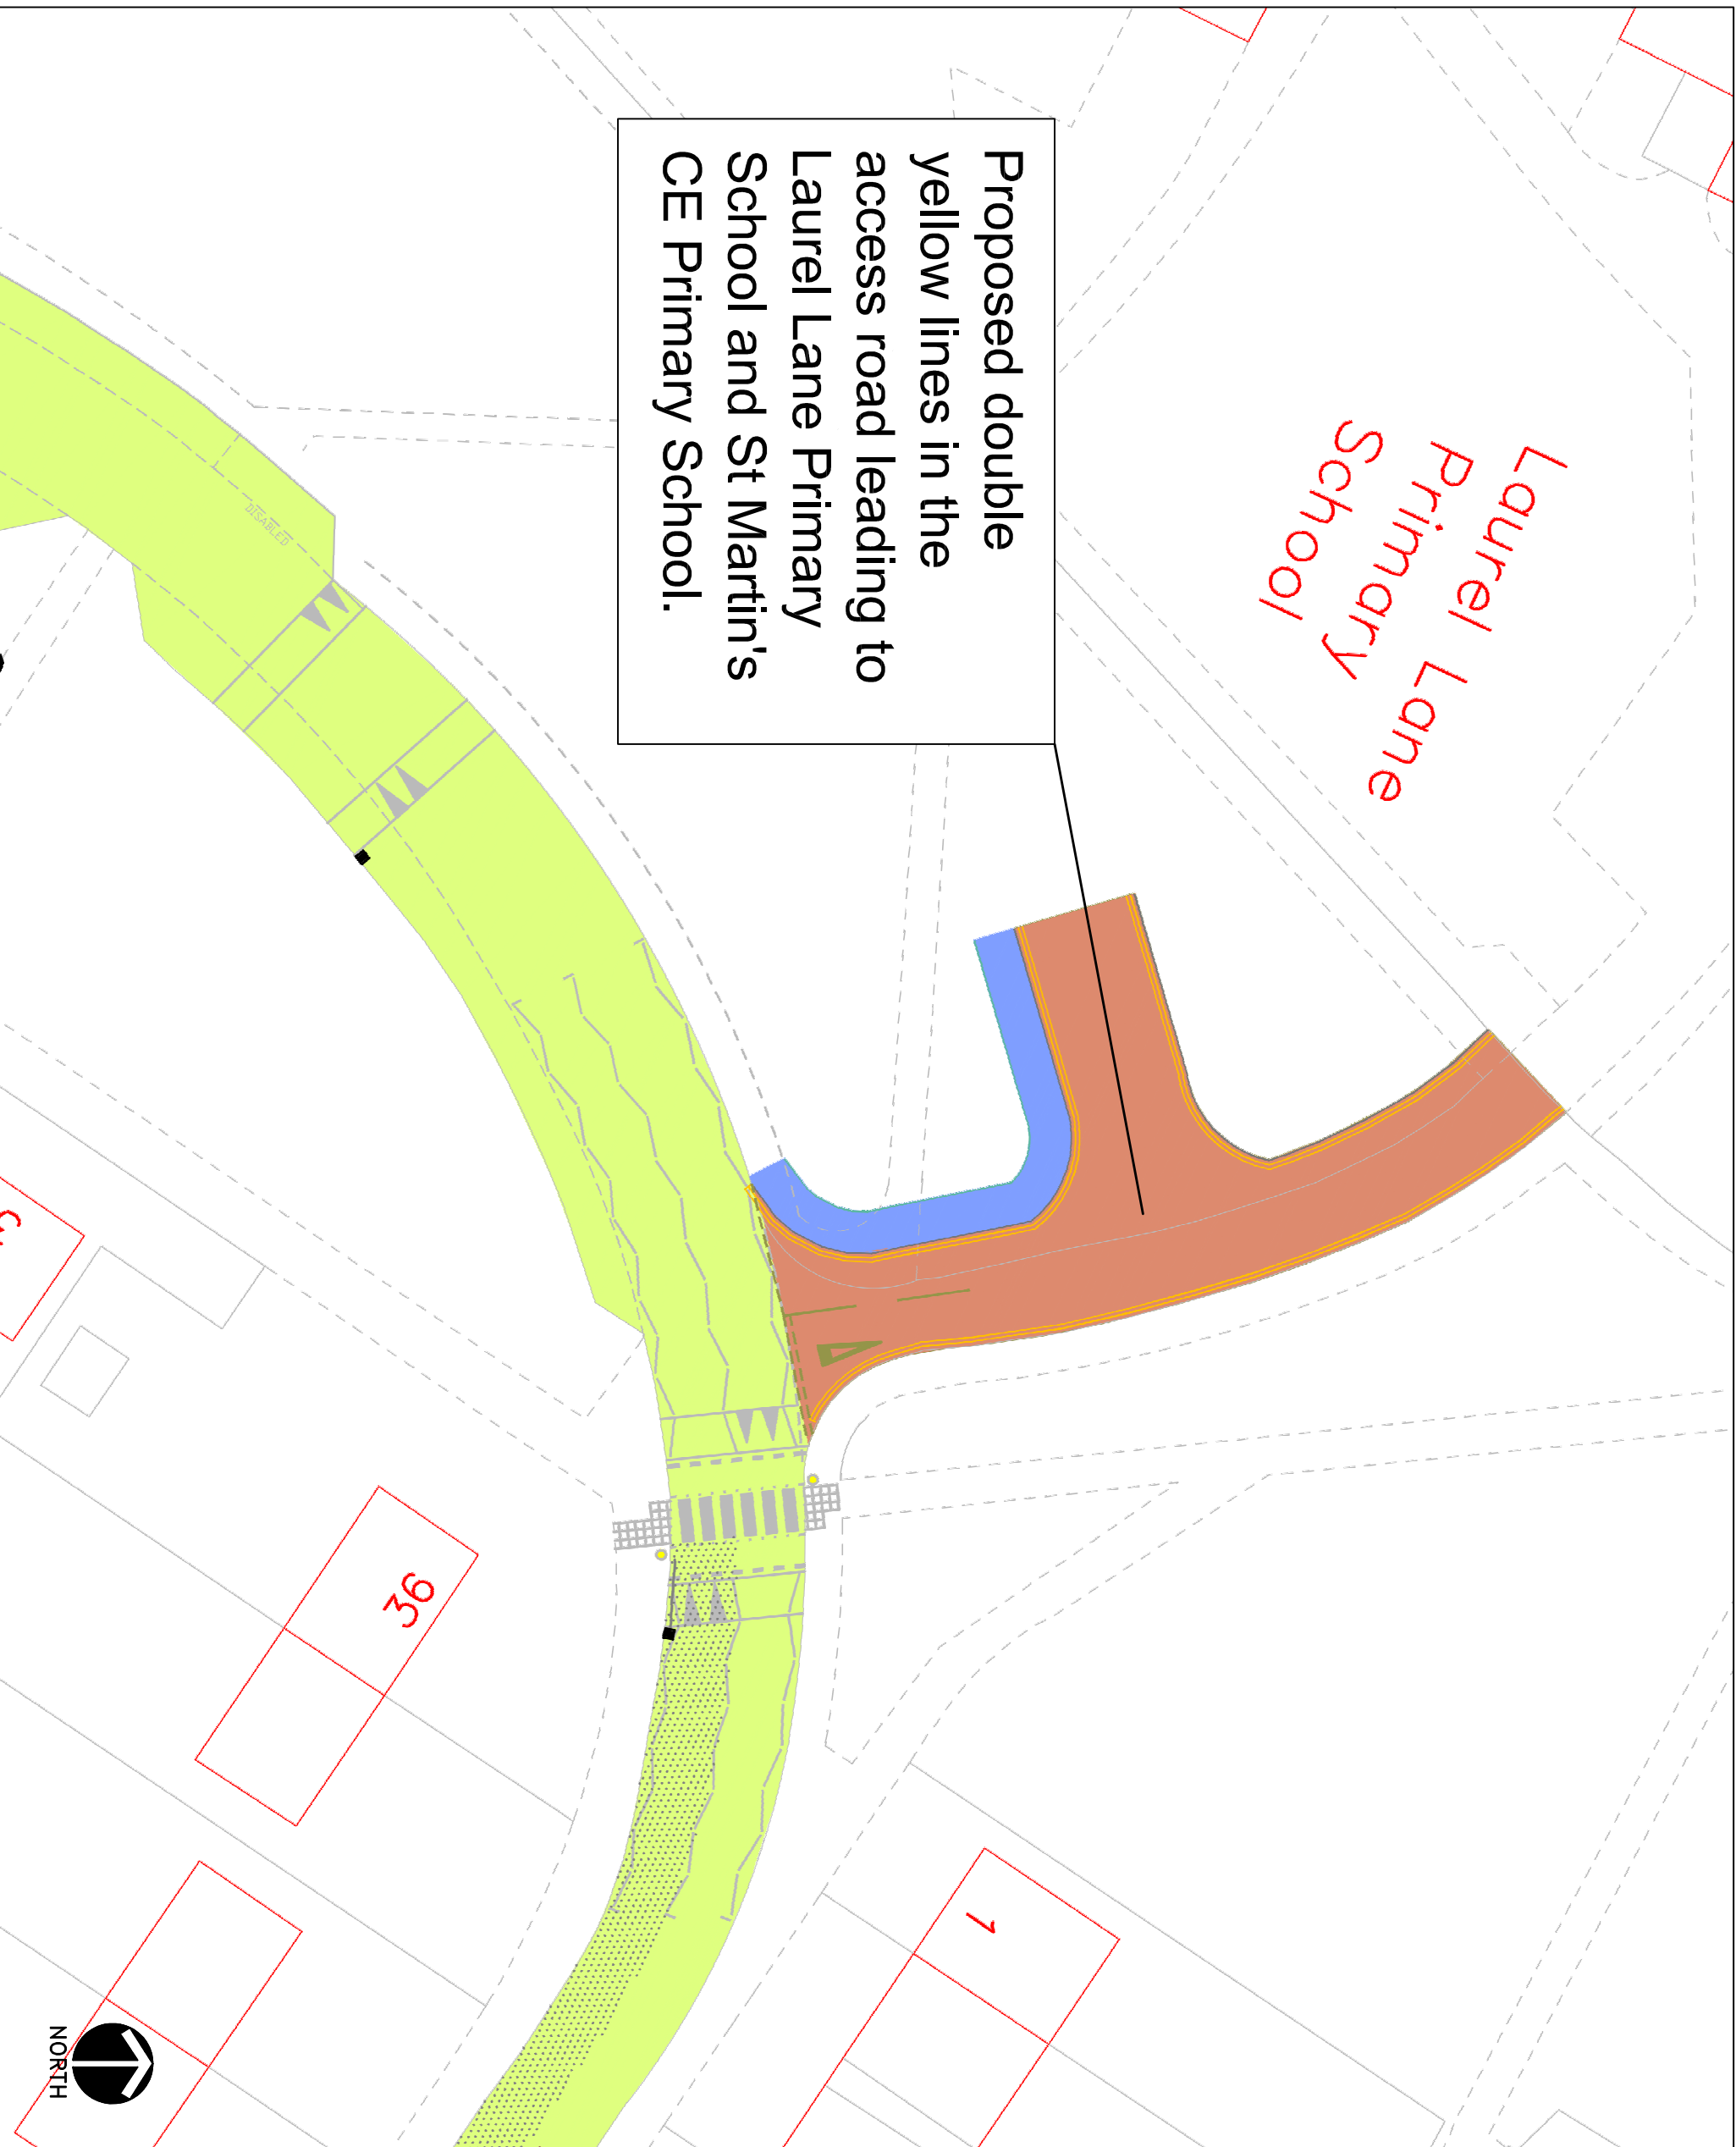 Laurel Lane
Primary
School
Proposed double
yellow lines in the
access road leading to
Laurel Lane Primary
School and St Martin's
CE Primary School.
DISABLED
36
1
NORTH